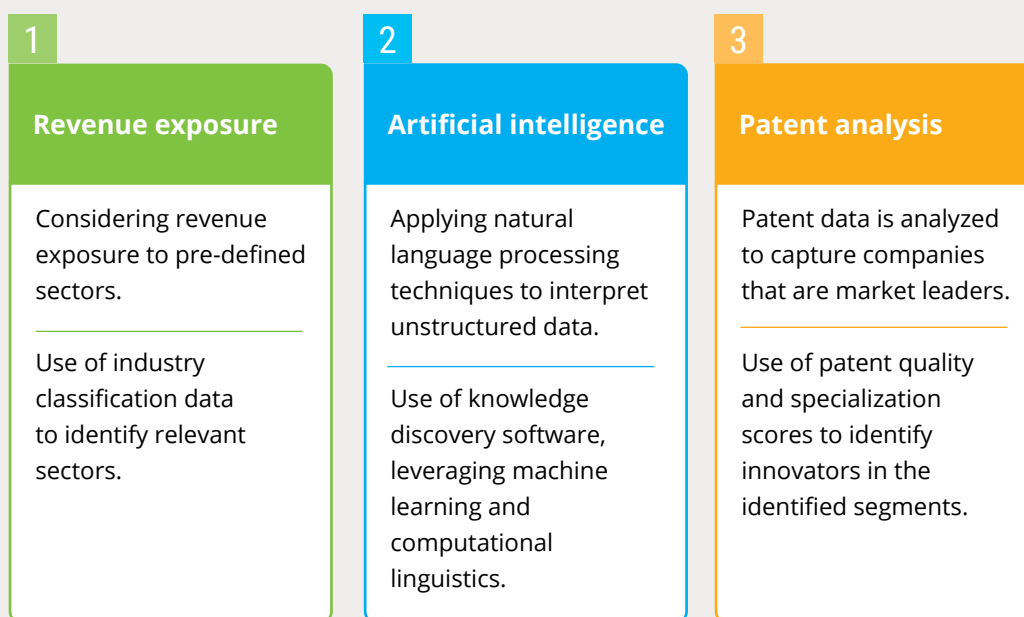 1
Revenue exposure
Considering revenue
exposure to pre-defined
sectors.
Use of industry
classification data
to identify relevant
sectors.
2
Artificial intelligence
Applying natural
language processing
techniques to interpret
unstructured data.
Use of knowledge
discovery software,
leveraging machine
learning and
computational
linguistics.
3
Patent analysis
Patent data is analyzed
to capture companies
that are market leaders.
Use of patent quality
and specialization
scores to identify
innovators in the
identified segments.